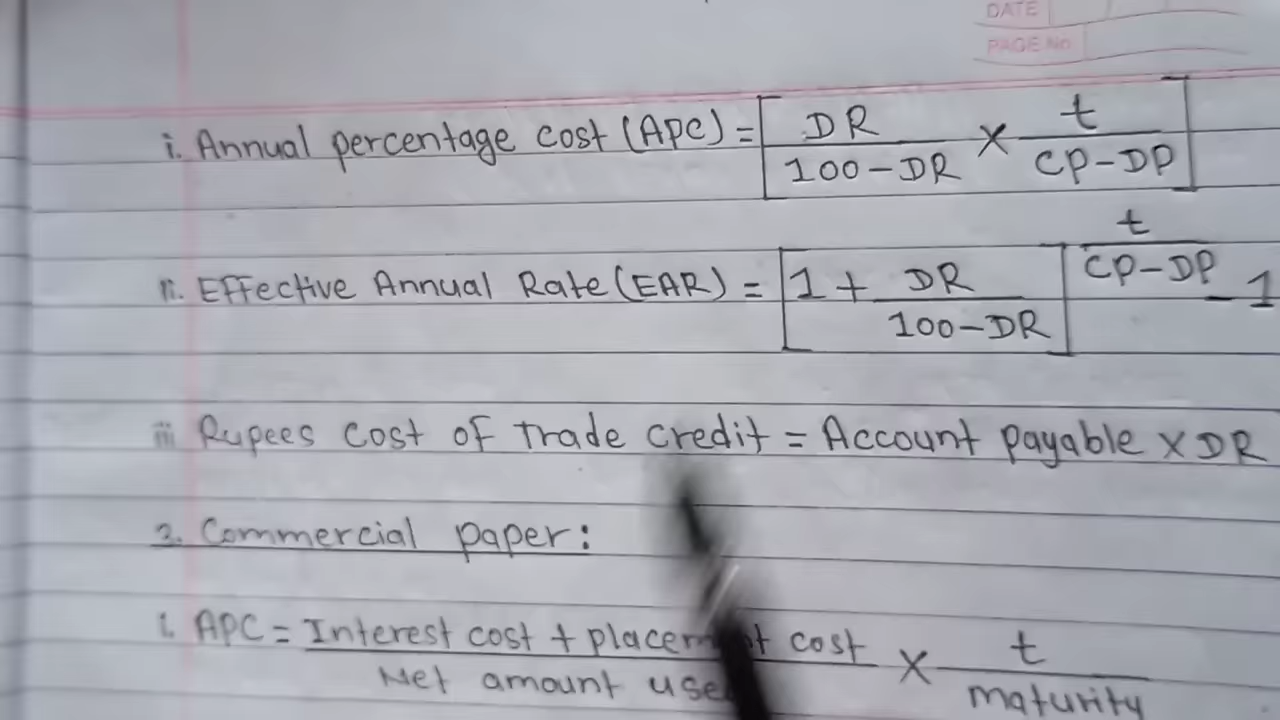 DATE
PAGE No
i. Annual percentage cost (APC) = [DR / 100-DR × t / CP-DP]
ii. Effective Annual Rate (EAR) = [1 + DR / 100-DR]^(t / CP-DP) - 1
iii Rupees cost of trade credit = Account payable × DR
2. Commercial paper:
i. APC = Interest cost + placement cost / Net amount used × t / maturity